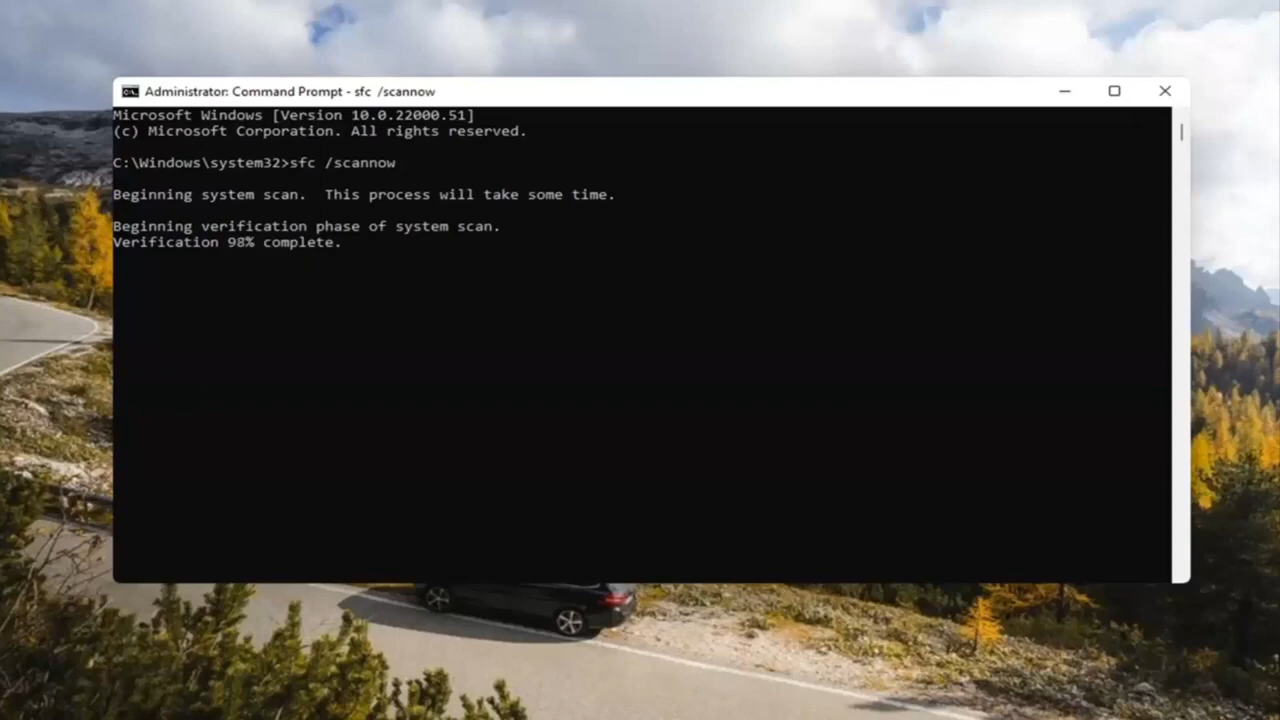 Administrator: Command Prompt - sfc  /scannow
Microsoft Windows [Version 10.0.22000.51]
(c) Microsoft Corporation. All rights reserved.
C:\Windows\system32>sfc /scannow
Beginning system scan.  This process will take some time.
Beginning verification phase of system scan.
Verification 98% complete.